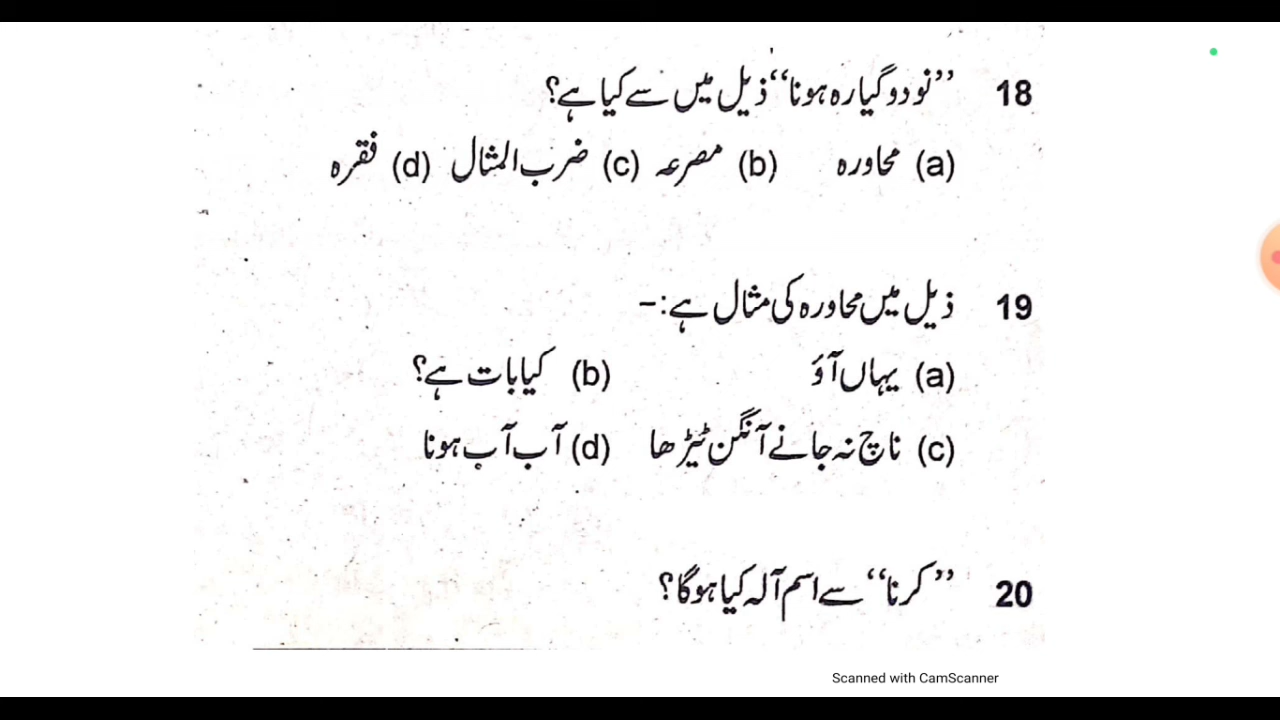 18 ”نو دو گیارہ ہونا“ ذیل میں سے کیا ہے؟
(a) محاورہ (b) مصرعہ (c) ضرب المثال (d) فقرہ
19 ذیل میں محاورہ کی مثال ہے:-
(a) یہاں آؤ (b) کیا بات ہے؟
(c) ناچ نہ جانے آنگن ٹیڑھا (d) آب آب ہونا
20 ”کرنا“ سے اسم آلہ کیا ہوگا؟
Scanned with CamScanner